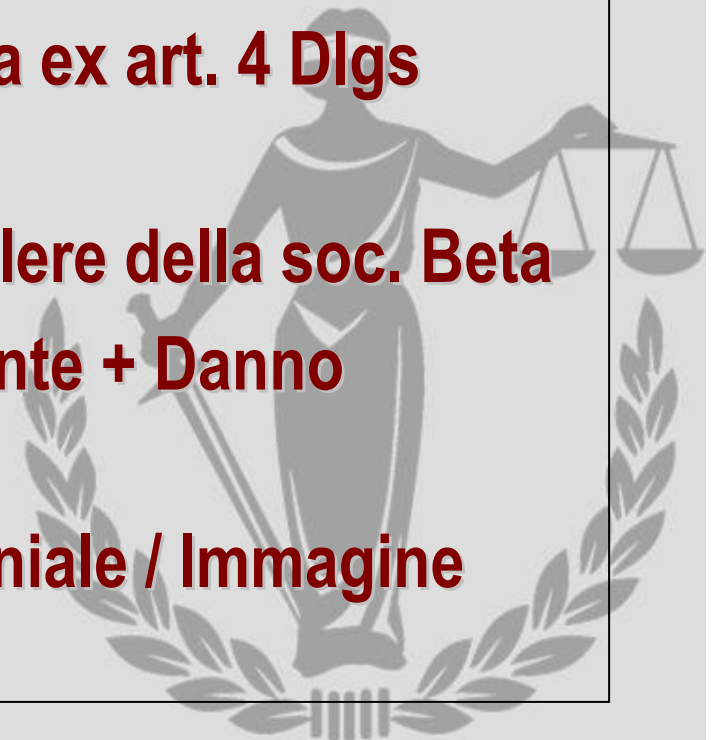 a ex art. 4 Dlgs
lere della soc. Beta
nte + Danno
niale / Immagine